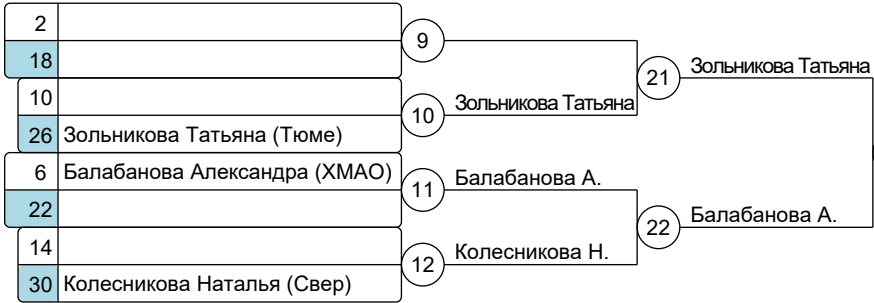 2
18
9
10
26 Зольникова Татьяна (Тюме)
10
Зольникова Татьяна
21
Зольникова Татьяна
6 Балабанова Александра (ХМАО)
22
11
Балабанова А.
14
30 Колесникова Наталья (Свер)
12
Колесникова Н.
22
Балабанова А.